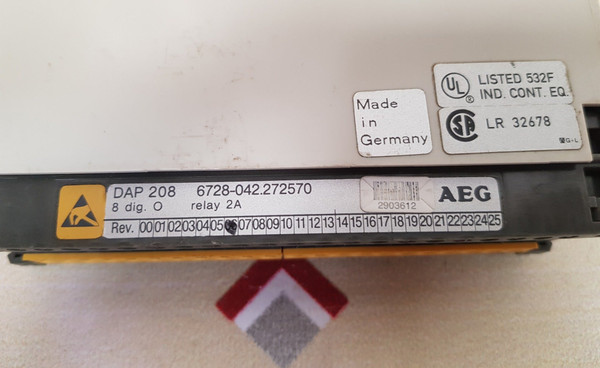 UL
®
LISTED 532F
IND. CONT. EQ.
Made
in
Germany
SA
LR 32678
G+L
DAP 208 6728-042.272570
8 dig. O relay 2A
2903612
AEG
Rev. 00 01 02 03 04 05 07 08 09 10 11 12 13 14 15 16 17 18 19 20 21 22 23 24 25